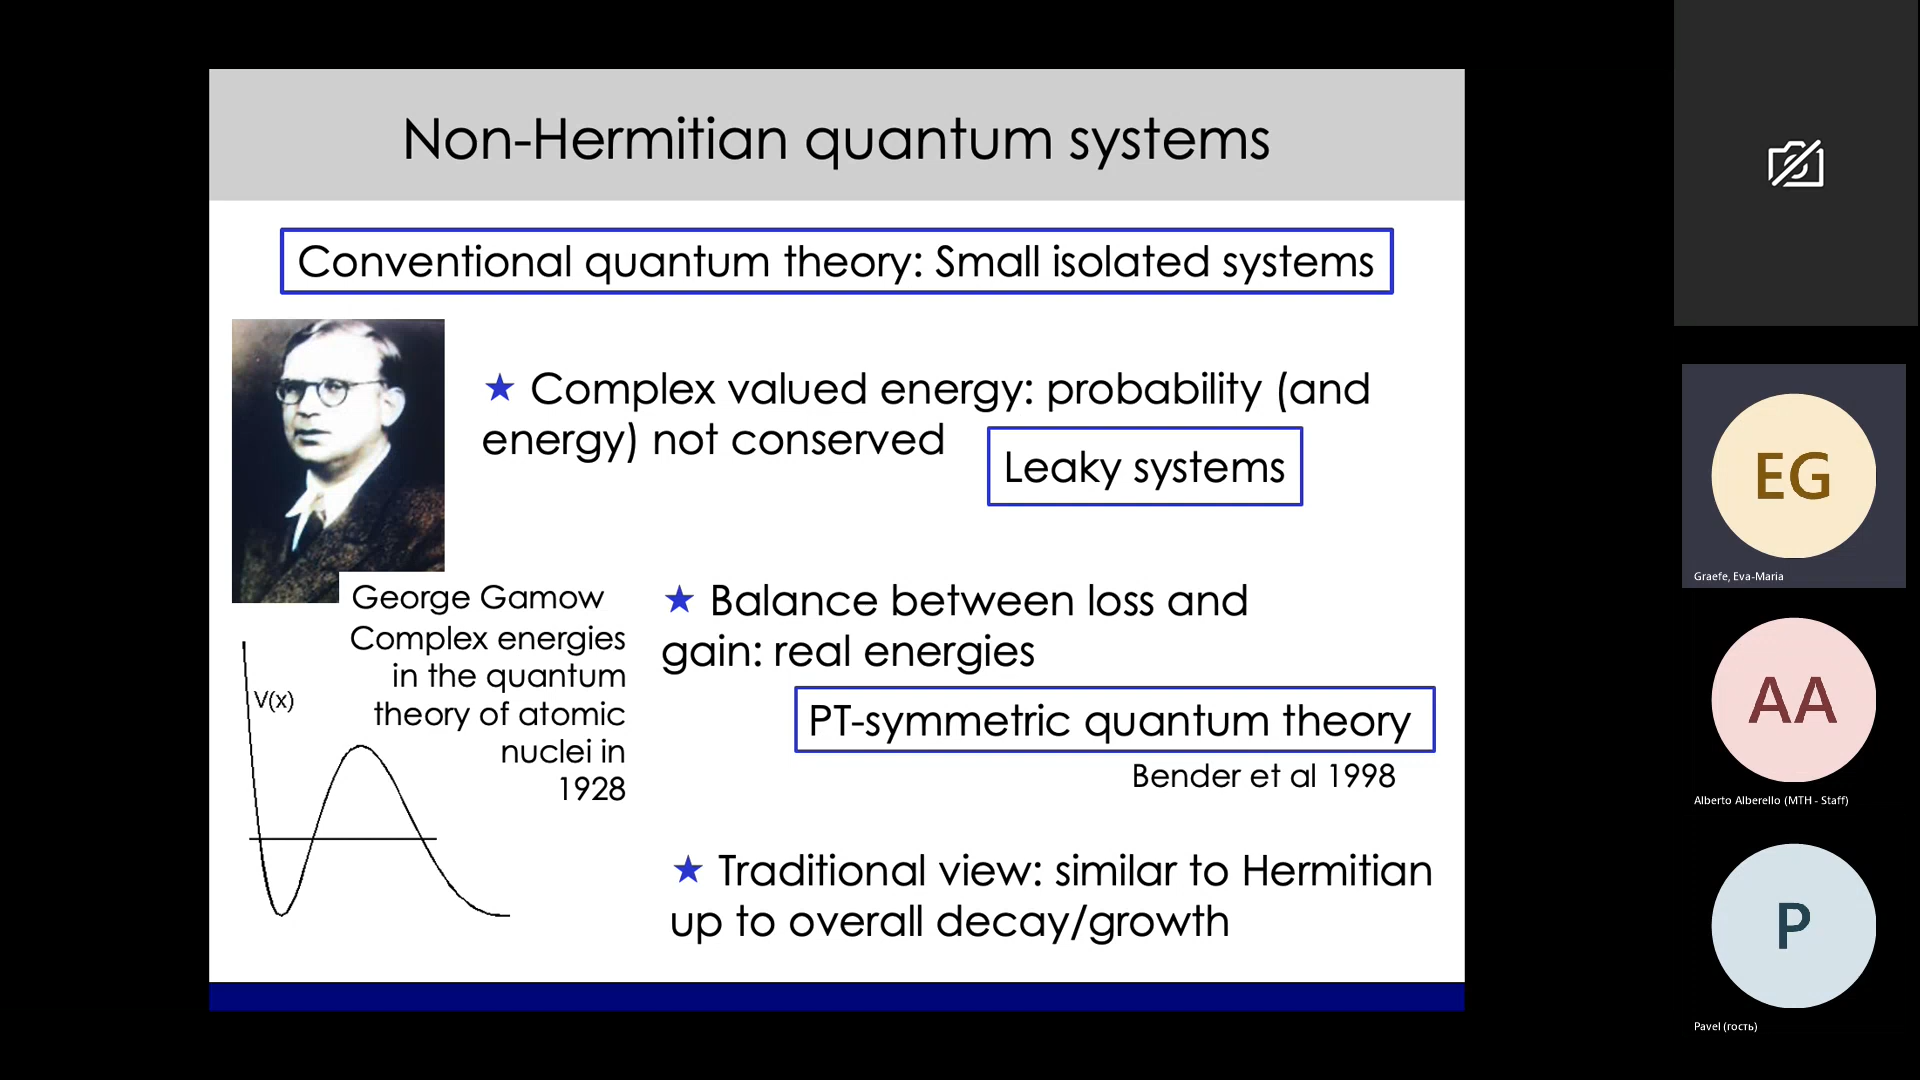 Non-Hermitian quantum systems
Conventional quantum theory: Small isolated systems
★ Complex valued energy: probability (and
energy) not conserved
Leaky systems
George Gamow
Complex energies
in the quantum
theory of atomic
nuclei in
1928
V(x)
★ Balance between loss and
gain: real energies
PT-symmetric quantum theory
Bender et al 1998
★ Traditional view: similar to Hermitian
up to overall decay/growth
EG
Graefe, Eva-Maria
AA
Alberto Alberello (MTH - Staff)
P
Pavel (гость)